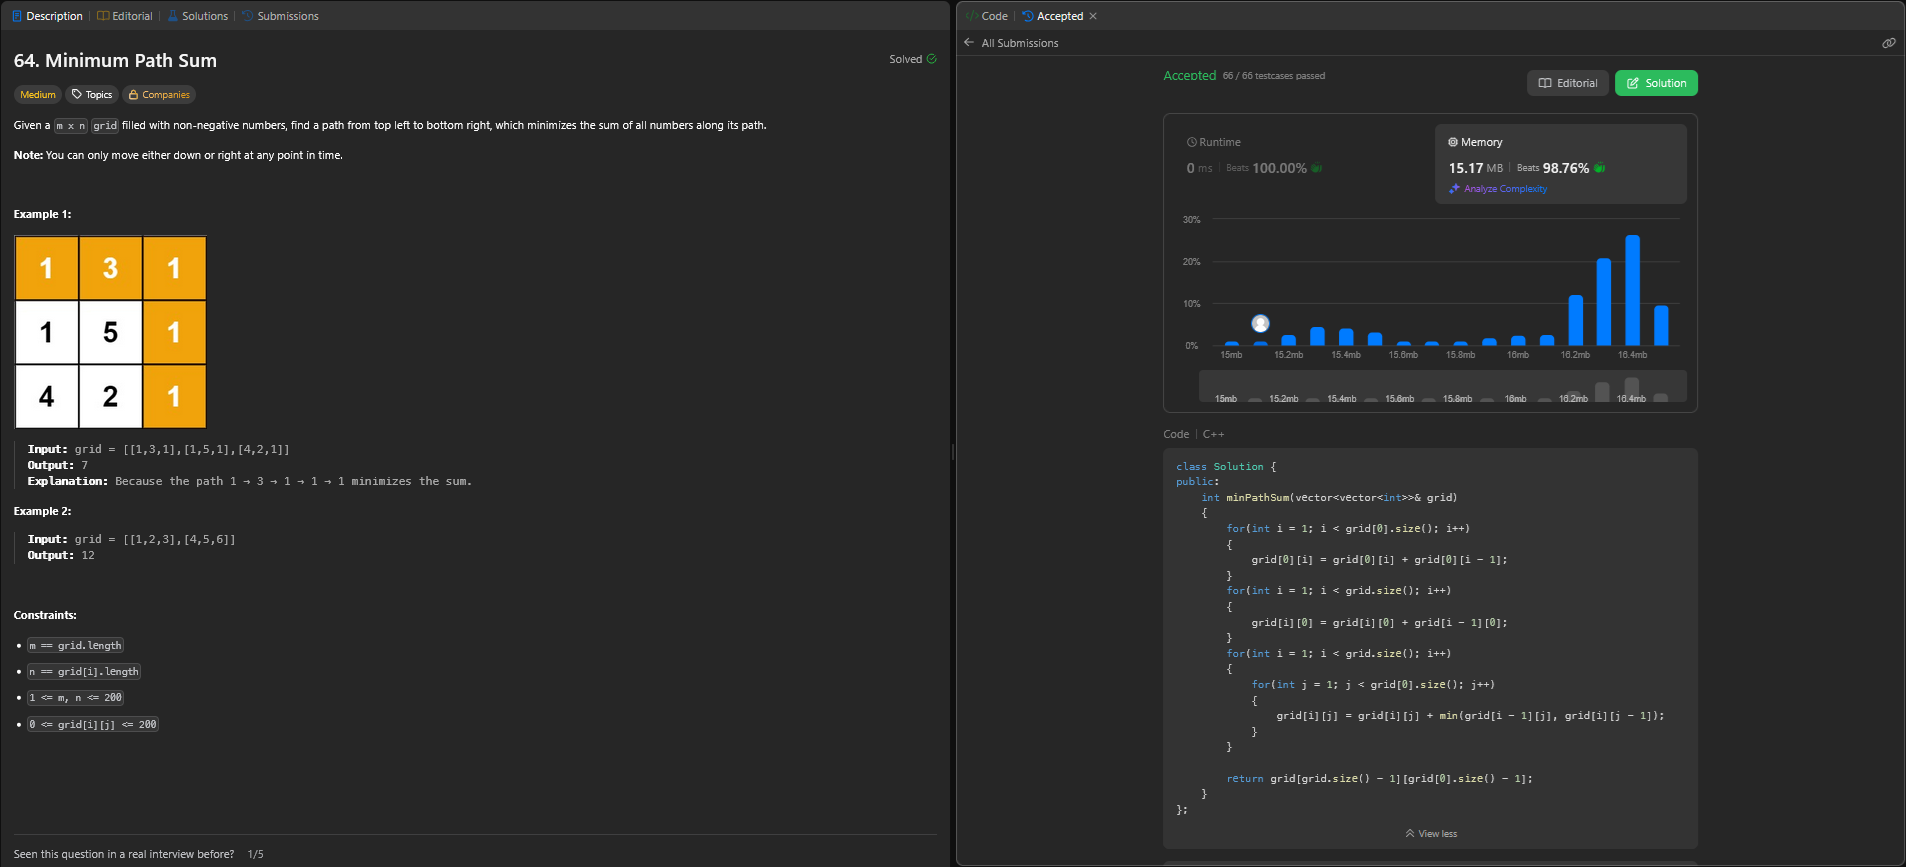 Description | Editorial | Solutions | Submissions
64. Minimum Path Sum
Solved
Medium
Topics
Companies
Given a m x n grid filled with non-negative numbers, find a path from top left to bottom right, which minimizes the sum of all numbers along its path.
Note: You can only move either down or right at any point in time.
Example 1:
1 3 1
1 5 1
4 2 1
Input: grid = [[1,3,1],[1,5,1],[4,2,1]]
Output: 7
Explanation: Because the path 1 → 3 → 1 → 1 → 1 minimizes the sum.
Example 2:
Input: grid = [[1,2,3],[4,5,6]]
Output: 12
Constraints:
• m == grid.length
• n == grid[i].length
• 1 <= m, n <= 200
• 0 <= grid[i][j] <= 200
Seen this question in a real interview before? 1/5
</> Code | Accepted ×
← All Submissions
Accepted 66 / 66 testcases passed
Editorial
Solution
Runtime
0 ms | Beats 100.00%
Memory
15.17 MB | Beats 98.76%
Analyze Complexity
30%
20%
10%
0%
15mb 15.2mb 15.4mb 15.6mb 15.8mb 16mb 16.2mb 16.4mb
15mb 15.2mb 15.4mb 15.6mb 15.8mb 16mb 16.2mb 16.4mb
Code | C++
class Solution {
public:
    int minPathSum(vector<vector<int>>& grid)
    {
        for(int i = 1; i < grid[0].size(); i++)
        {
            grid[0][i] = grid[0][i] + grid[0][i - 1];
        }
        for(int i = 1; i < grid.size(); i++)
        {
            grid[i][0] = grid[i][0] + grid[i - 1][0];
        }
        for(int i = 1; i < grid.size(); i++)
        {
            for(int j = 1; j < grid[0].size(); j++)
            {
                grid[i][j] = grid[i][j] + min(grid[i - 1][j], grid[i][j - 1]);
            }
        }
        return grid[grid.size() - 1][grid[0].size() - 1];
    }
};
View less